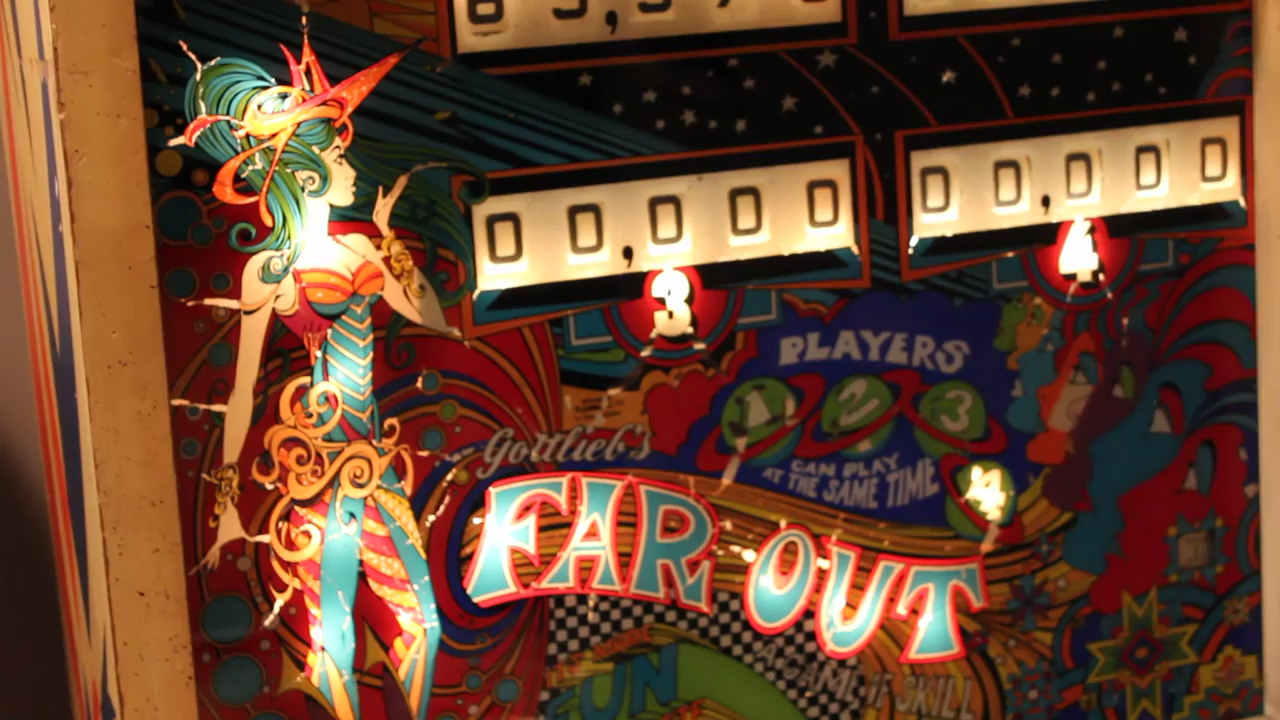 00,000
00,000
3
4
PLAYERS
1 2 3
CAN PLAY
AT THE SAME TIME
4
Gottlieb's
FAR OUT
FUN
A GAME OF SKILL